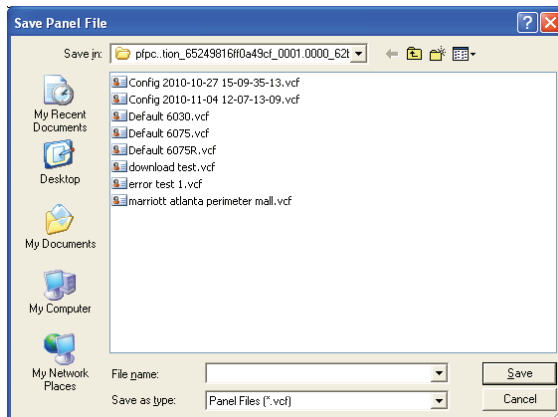 Save Panel File
Save in: pfpc..tion_65249816ff0a49cf_0001.0000_62b
Config 2010-10-27 15-09-35-13.vcf
Config 2010-11-04 12-07-13-09.vcf
Default 6030.vcf
Default 6075.vcf
Default 6075R.vcf
download test.vcf
error test 1.vcf
marriott atlanta perimeter mall.vcf
My Recent
Documents
Desktop
My Documents
My Computer
My Network
Places
File name:
Save
Save as type: Panel Files (*.vcf)
Cancel